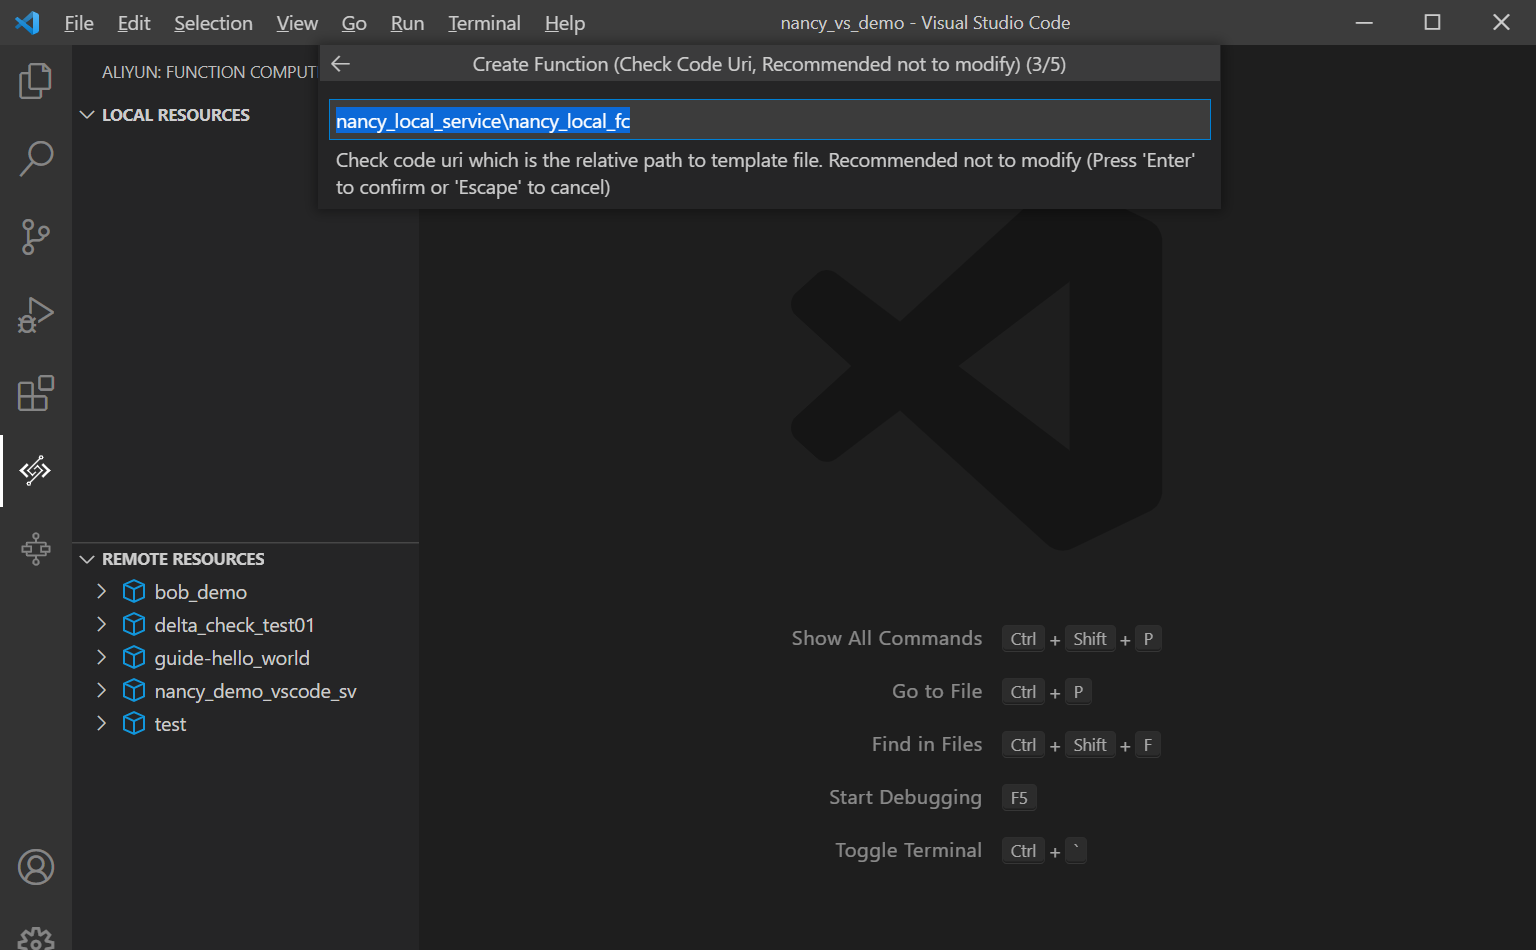 File Edit Selection View Go Run Terminal Help
nancy_vs_demo - Visual Studio Code
ALIYUN: FUNCTION COMPUT
Create Function (Check Code Uri, Recommended not to modify) (3/5)
LOCAL RESOURCES
nancy_local_service\nancy_local_fc
Check code uri which is the relative path to template file. Recommended not to modify (Press 'Enter'
to confirm or 'Escape' to cancel)
REMOTE RESOURCES
bob_demo
delta_check_test01
guide-hello_world
nancy_demo_vscode_sv
test
Show All Commands Ctrl + Shift + P
Go to File Ctrl + P
Find in Files Ctrl + Shift + F
Start Debugging F5
Toggle Terminal Ctrl + `